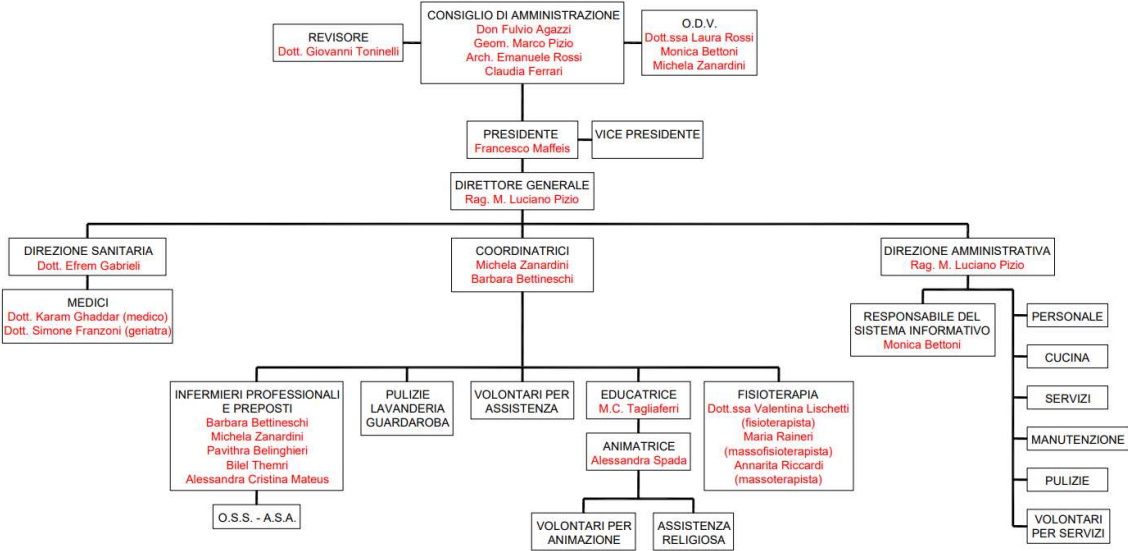 CONSIGLIO DI AMMINISTRAZIONE
Don Fulvio Agazzi
Geom. Marco Pizio
Arch. Emanuele Rossi
Claudia Ferrari
REVISORE
Dott. Giovanni Toninelli
O.D.V.
Dott.ssa Laura Rossi
Monica Bettoni
Michela Zanardini
PRESIDENTE
Francesco Maffeis
VICE PRESIDENTE
DIRETTORE GENERALE
Rag. M. Luciano Pizio
DIREZIONE SANITARIA
Dott. Efrem Gabrieli
COORDINATRICI
Michela Zanardini
Barbara Bettineschi
DIREZIONE AMMINISTRATIVA
Rag. M. Luciano Pizio
MEDICI
Dott. Karam Ghaddar (medico)
Dott. Simone Franzoni (geriatra)
RESPONSABILE DEL
SISTEMA INFORMATIVO
Monica Bettoni
PERSONALE
CUCINA
SERVIZI
MANUTENZIONE
PULIZIE
VOLONTARI
PER SERVIZI
INFERMIERI PROFESSIONALI
E PREPOSTI
Barbara Bettineschi
Michela Zanardini
Pavithra Belinghieri
Bilel Themri
Alessandra Cristina Mateus
O.S.S. - A.S.A.
PULIZIE
LAVANDERIA
GUARDAROBA
VOLONTARI PER
ASSISTENZA
EDUCATRICE
M.C. Tagliaferri
ANIMATRICE
Alessandra Spada
VOLONTARI PER
ANIMAZIONE
ASSISTENZA
RELIGIOSA
FISIOTERAPIA
Dott.ssa Valentina Lischetti
(fisioterapista)
Maria Raineri
(massofisioterapista)
Annarita Riccardi
(massoterapista)